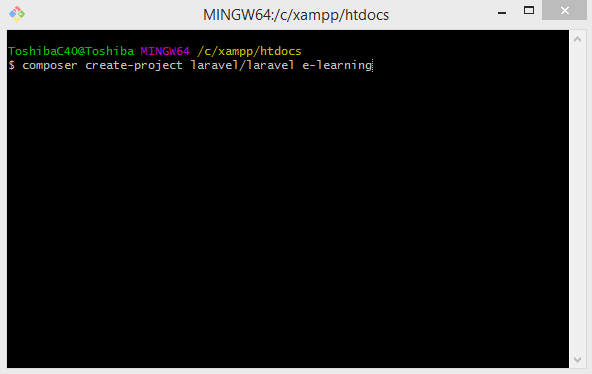 MINGW64:/c/xampp/htdocs
ToshibaC40@Toshiba MINGW64 /c/xampp/htdocs
$ composer create-project laravel/laravel e-learning